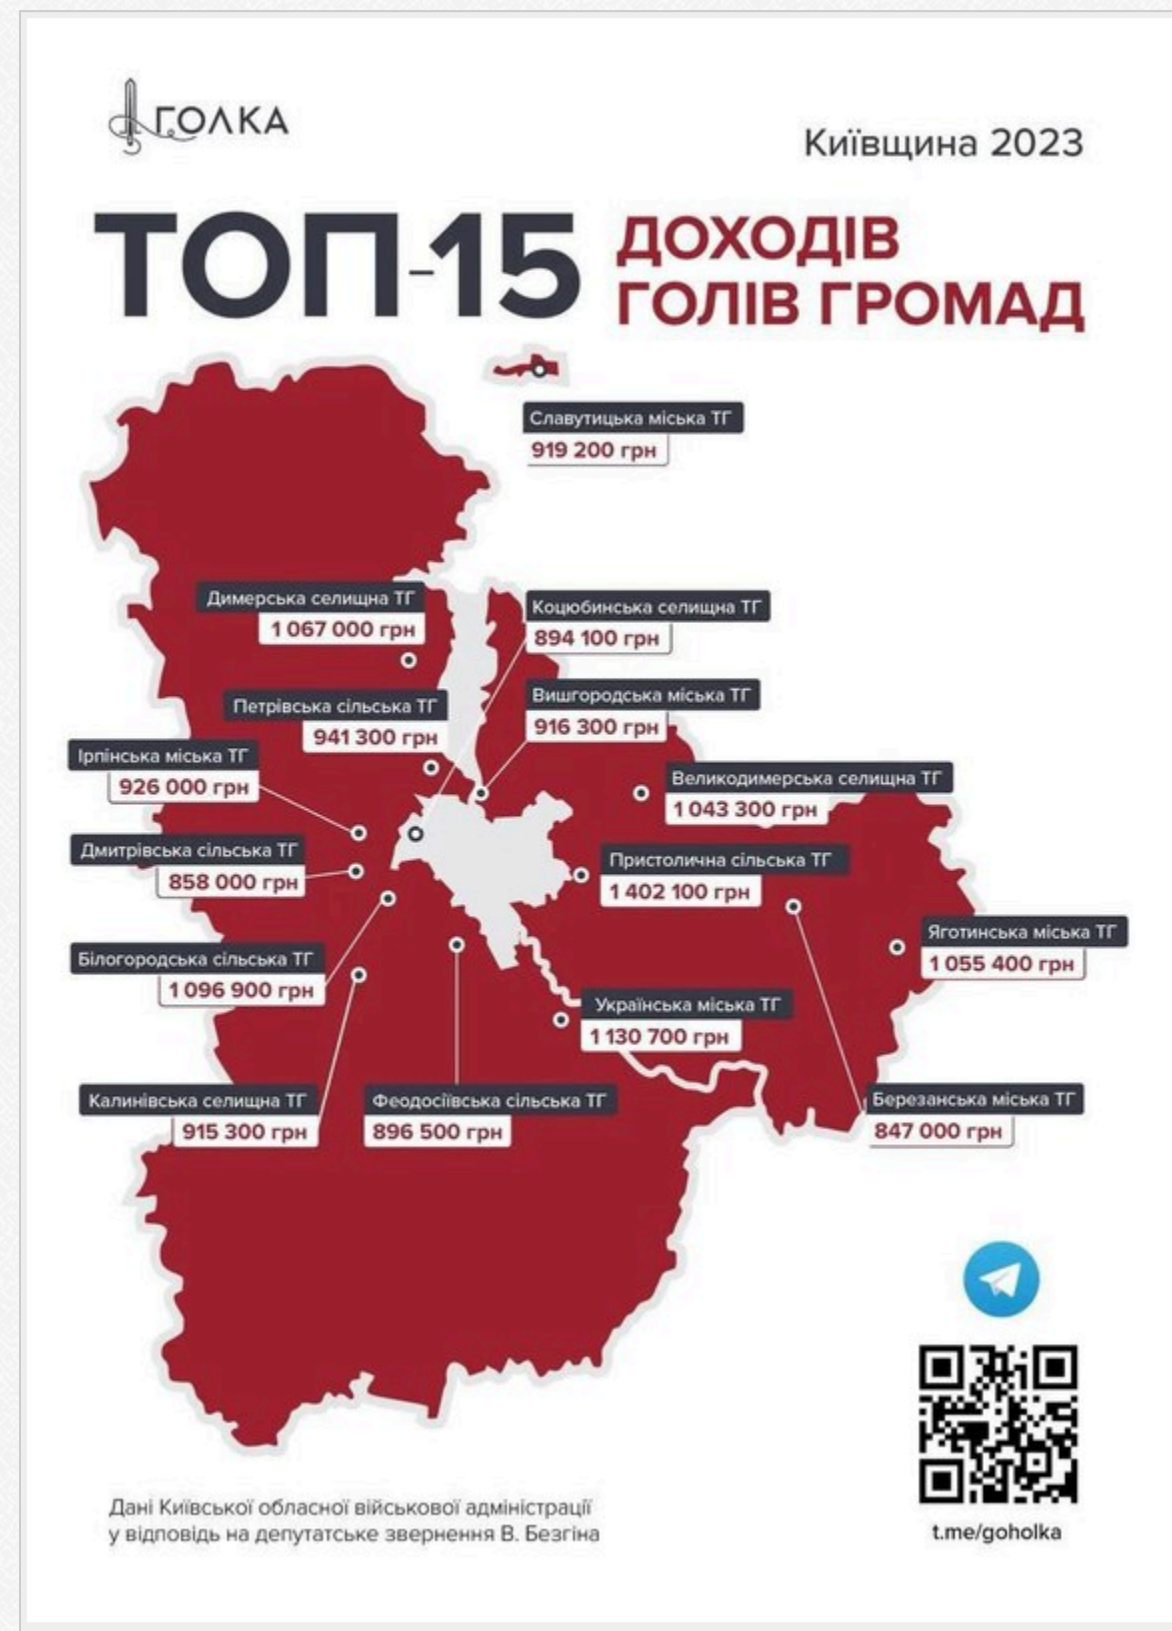 ГОЛКА
Київщина 2023
ТОП-15
ДОХОДІВ
ГОЛІВ ГРОМАД
Славутицька міська ТГ
919 200 грн
Димерська селищна ТГ
1 067 000 грн
Коцюбинська селищна ТГ
894 100 грн
Петрівська сільська ТГ
941 300 грн
Вишгородська міська ТГ
916 300 грн
Ірпінська міська ТГ
926 000 грн
Великодимерська селищна ТГ
1 043 300 грн
Дмитрівська сільська ТГ
858 000 грн
Пристолична сільська ТГ
1 402 100 грн
Яготинська міська ТГ
1 055 400 грн
Білогородська сільська ТГ
1 096 900 грн
Українська міська ТГ
1 130 700 грн
Калинівська селищна ТГ
915 300 грн
Феодосіївська сільська ТГ
896 500 грн
Березанська міська ТГ
847 000 грн
Дані Київської обласної військової адміністрації
у відповідь на депутатське звернення В. Безгіна
t.me/goholka